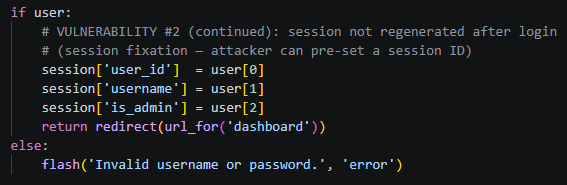 if user:
    # VULNERABILITY #2 (continued): session not regenerated after login
    # (session fixation — attacker can pre-set a session ID)
    session['user_id']  = user[0]
    session['username'] = user[1]
    session['is_admin'] = user[2]
    return redirect(url_for('dashboard'))
else:
    flash('Invalid username or password.', 'error')